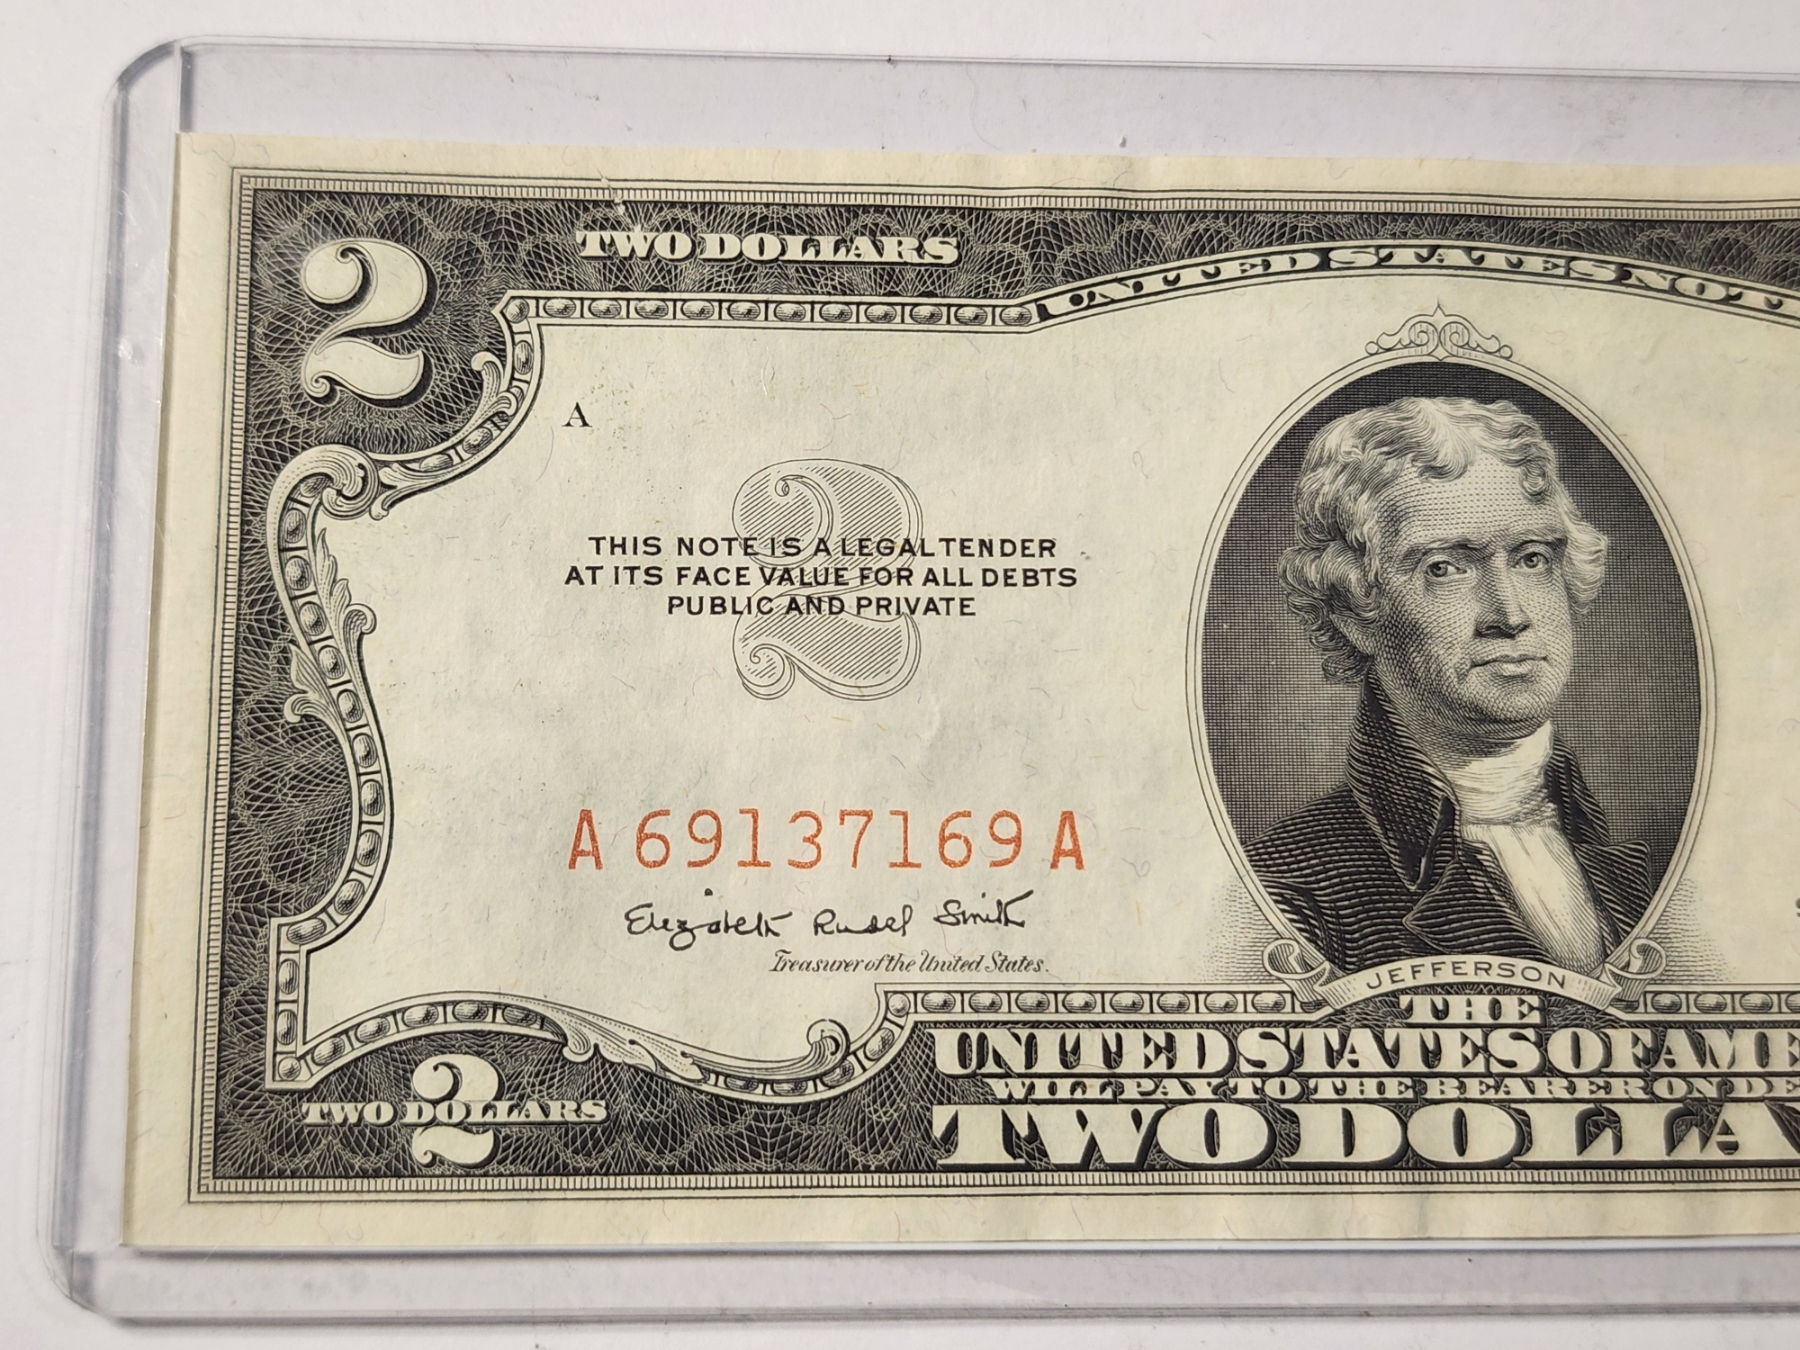 2
TWO DOLLARS
UNITED STATES
A
2
THIS NOTE IS A LEGAL TENDER
AT ITS FACE VALUE FOR ALL DEBTS
PUBLIC AND PRIVATE
A 69137169 A
Elizabeth Rudel Smith
Treasurer of the United States.
JEFFERSON
THE
UNITED STATES OF AME
WILL PAY TO THE BEARER ON DE
TWO DOLLA
2
TWO DOLLARS